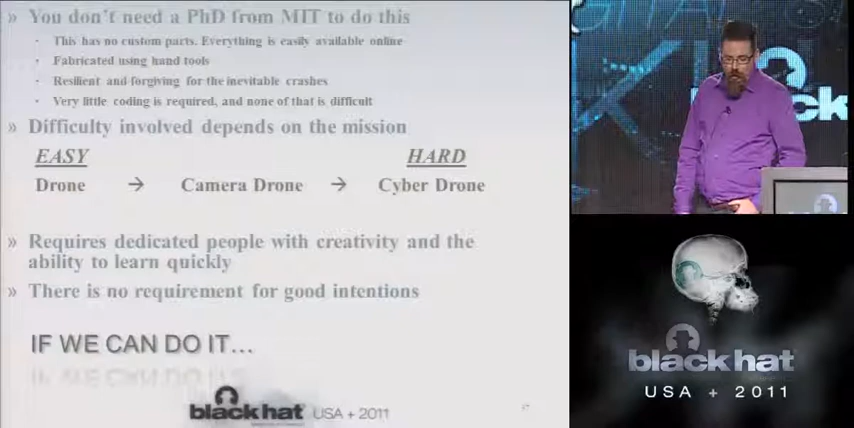 » You don't need a PhD from MIT to do this
· This has no custom parts. Everything is easily available online
· Fabricated using hand tools
· Resilient and forgiving for the inevitable crashes
· Very little coding is required, and none of that is difficult
» Difficulty involved depends on the mission
EASY HARD
Drone → Camera Drone → Cyber Drone
» Requires dedicated people with creativity and the
ability to learn quickly
» There is no requirement for good intentions
IF WE CAN DO IT...
black hat USA + 2011
black hat
USA + 2011